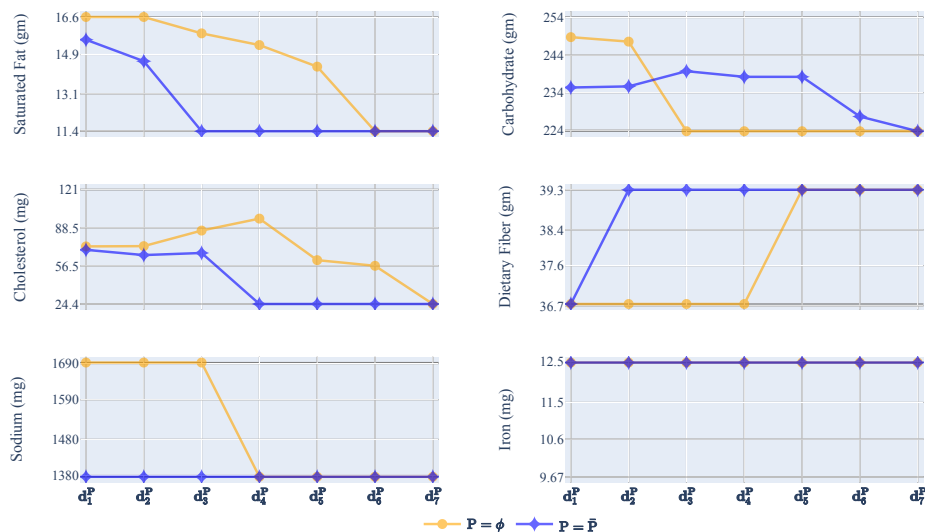 Saturated Fat (gm)
16.6
14.9
13.1
11.4
Carbohydrate (gm)
254
244
234
224
Cholesterol (mg)
121
88.5
56.5
24.4
Dietary Fiber (gm)
39.3
38.4
37.6
36.7
Sodium (mg)
1690
1590
1480
1380
d₁ᴾ d₂ᴾ d₃ᴾ d₄ᴾ d₅ᴾ d₆ᴾ d₇ᴾ
Iron (mg)
12.5
11.5
10.6
9.67
d₁ᴾ d₂ᴾ d₃ᴾ d₄ᴾ d₅ᴾ d₆ᴾ d₇ᴾ
P = ϕ P = P̄